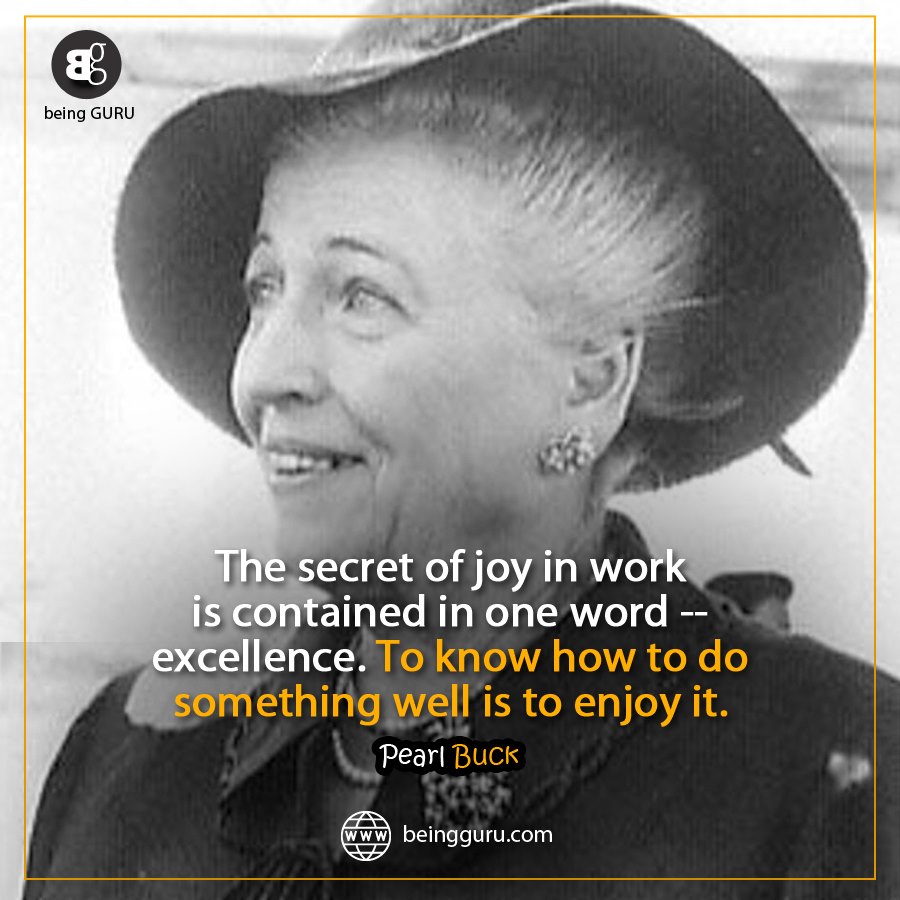 being GURU
The secret of joy in work
is contained in one word --
excellence. To know how to do
something well is to enjoy it.
Pearl Buck
www beingguru.com